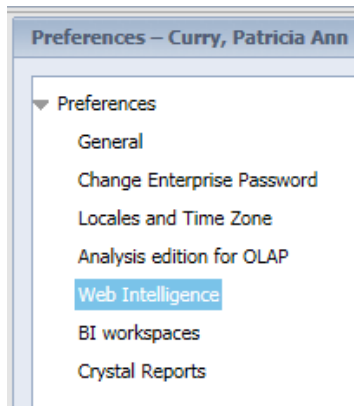 Preferences – Curry, Patricia Ann
Preferences
General
Change Enterprise Password
Locales and Time Zone
Analysis edition for OLAP
Web Intelligence
BI workspaces
Crystal Reports